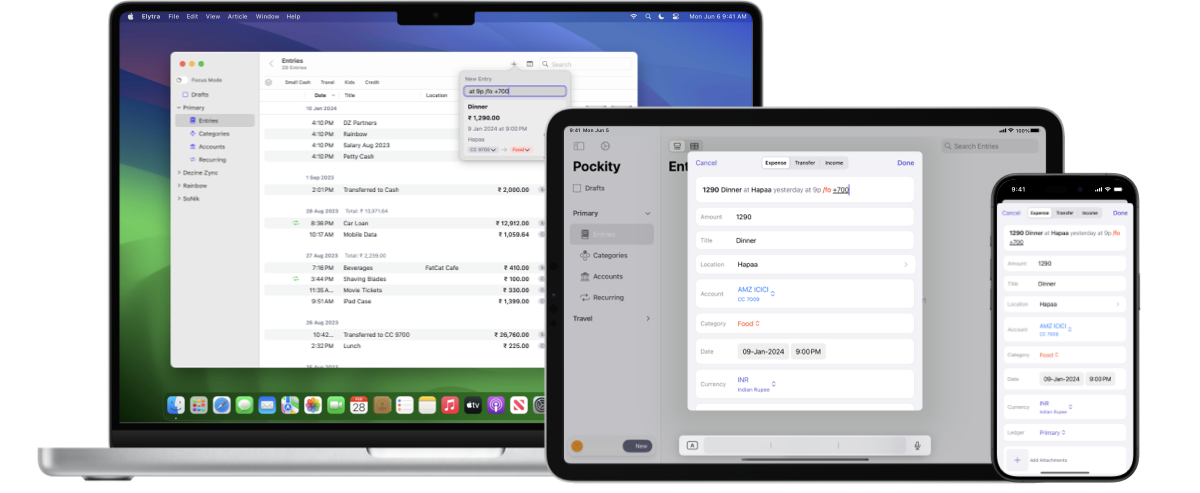 Elytra File Edit View Article Window Help
Mon Jun 6 9:41 AM
Focus Mode
Drafts
Primary
Entries
Categories
Accounts
Recurring
Dezine Zync
Rainbow
SoNik
Entries
Search
Small Cash Travel Kids Credit
Date Title Location
10 Jan 2024
4:10 PM DZ Partners
4:10 PM Rainbow
4:10 PM Salary Aug 2023
4:10 PM Petty Cash
1 Sep 2023
2:01 PM Transferred to Cash ₹ 2,000.00
28 Aug 2023 Total: ₹ 13,971.64
8:36 PM Car Loan ₹ 12,912.00
10:17 AM Mobile Data ₹ 1,059.64
27 Aug 2023 Total: ₹ 2,239.00
7:16 PM Beverages FatCat Cafe ₹ 410.00
3:44 PM Shaving Blades ₹ 100.00
11:35 A... Movie Tickets ₹ 330.00
9:51 AM iPad Case ₹ 1,399.00
26 Aug 2023
10:42... Transferred to CC 9700 ₹ 26,760.00
2:32 PM Lunch ₹ 225.00
New Entry
at 9p /fo +700
Dinner
₹ 1,290.00
9 Jan 2024 at 9:00 PM
Hapaa
CC 9700 → Food
28
tv
9:41 Mon Jun 5
100%
Pockity
Drafts
Primary
Entries
Categories
Accounts
Recurring
Travel
New
Ent
Search Entries
Cancel Expense Transfer Income Done
1290 Dinner at Hapaa yesterday at 9p /fo +700
Amount 1290
Title Dinner
Location Hapaa
Account AMZ ICICI
CC 7009
Category Food
Date 09-Jan-2024 9:00 PM
Currency INR
Indian Rupee
A
9:41
Cancel Expense Transfer Income Done
1290 Dinner at Hapaa yesterday at 9p /fo
+700
Amount 1290
Title Dinner
Location Hapaa
Account AMZ ICICI
CC 7009
Category Food
Date 09-Jan-2024 9:00 PM
Currency INR
Indian Rupee
Ledger Primary
Add Attachments